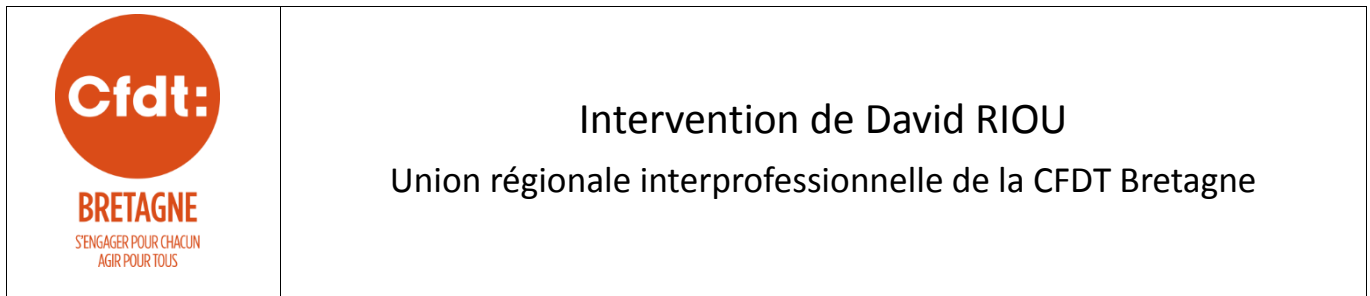 Cfdt:
BRETAGNE
S'ENGAGER POUR CHACUN
AGIR POUR TOUS
Intervention de David RIOU
Union régionale interprofessionnelle de la CFDT Bretagne